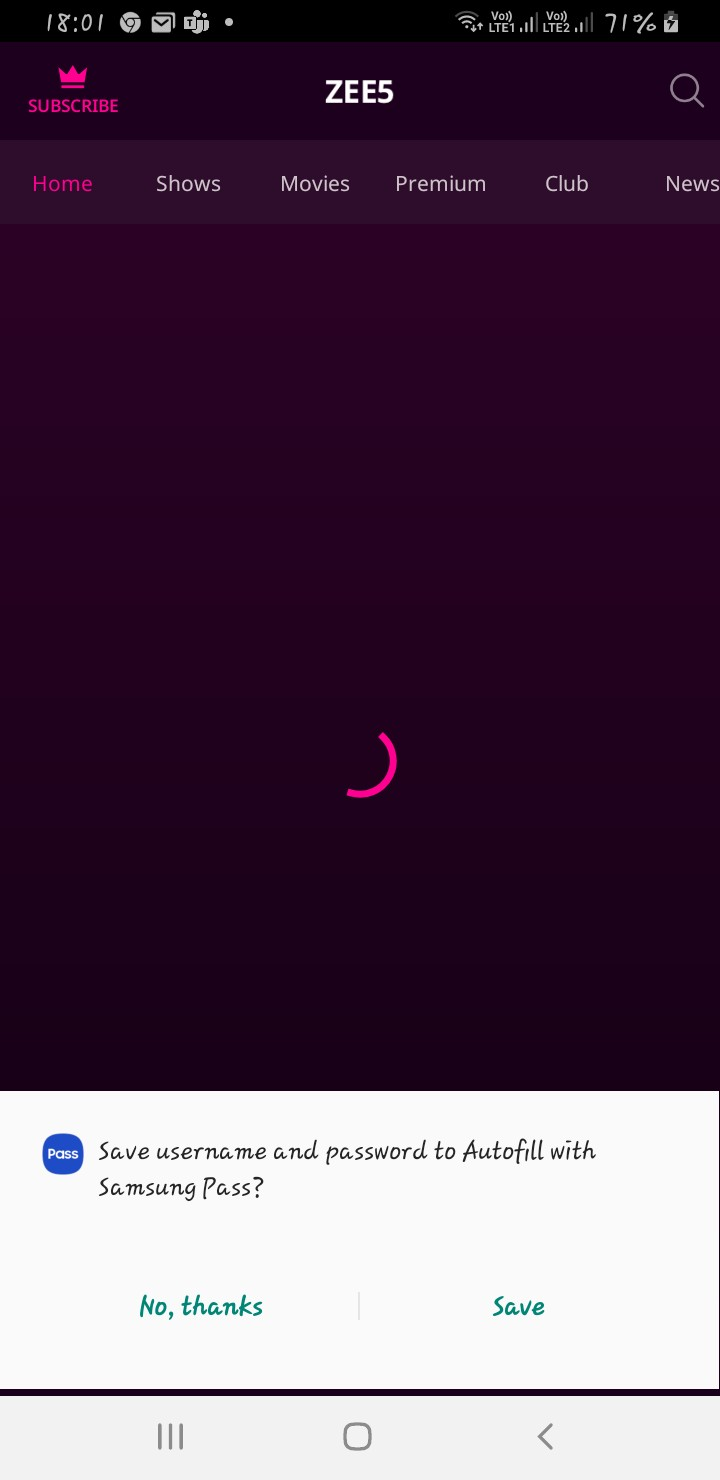 18:01 Vo)) LTE1 Vo)) LTE2 71%
SUBSCRIBE
ZEE5
Home Shows Movies Premium Club News
Pass
Save username and password to Autofill with
Samsung Pass?
No, thanks Save